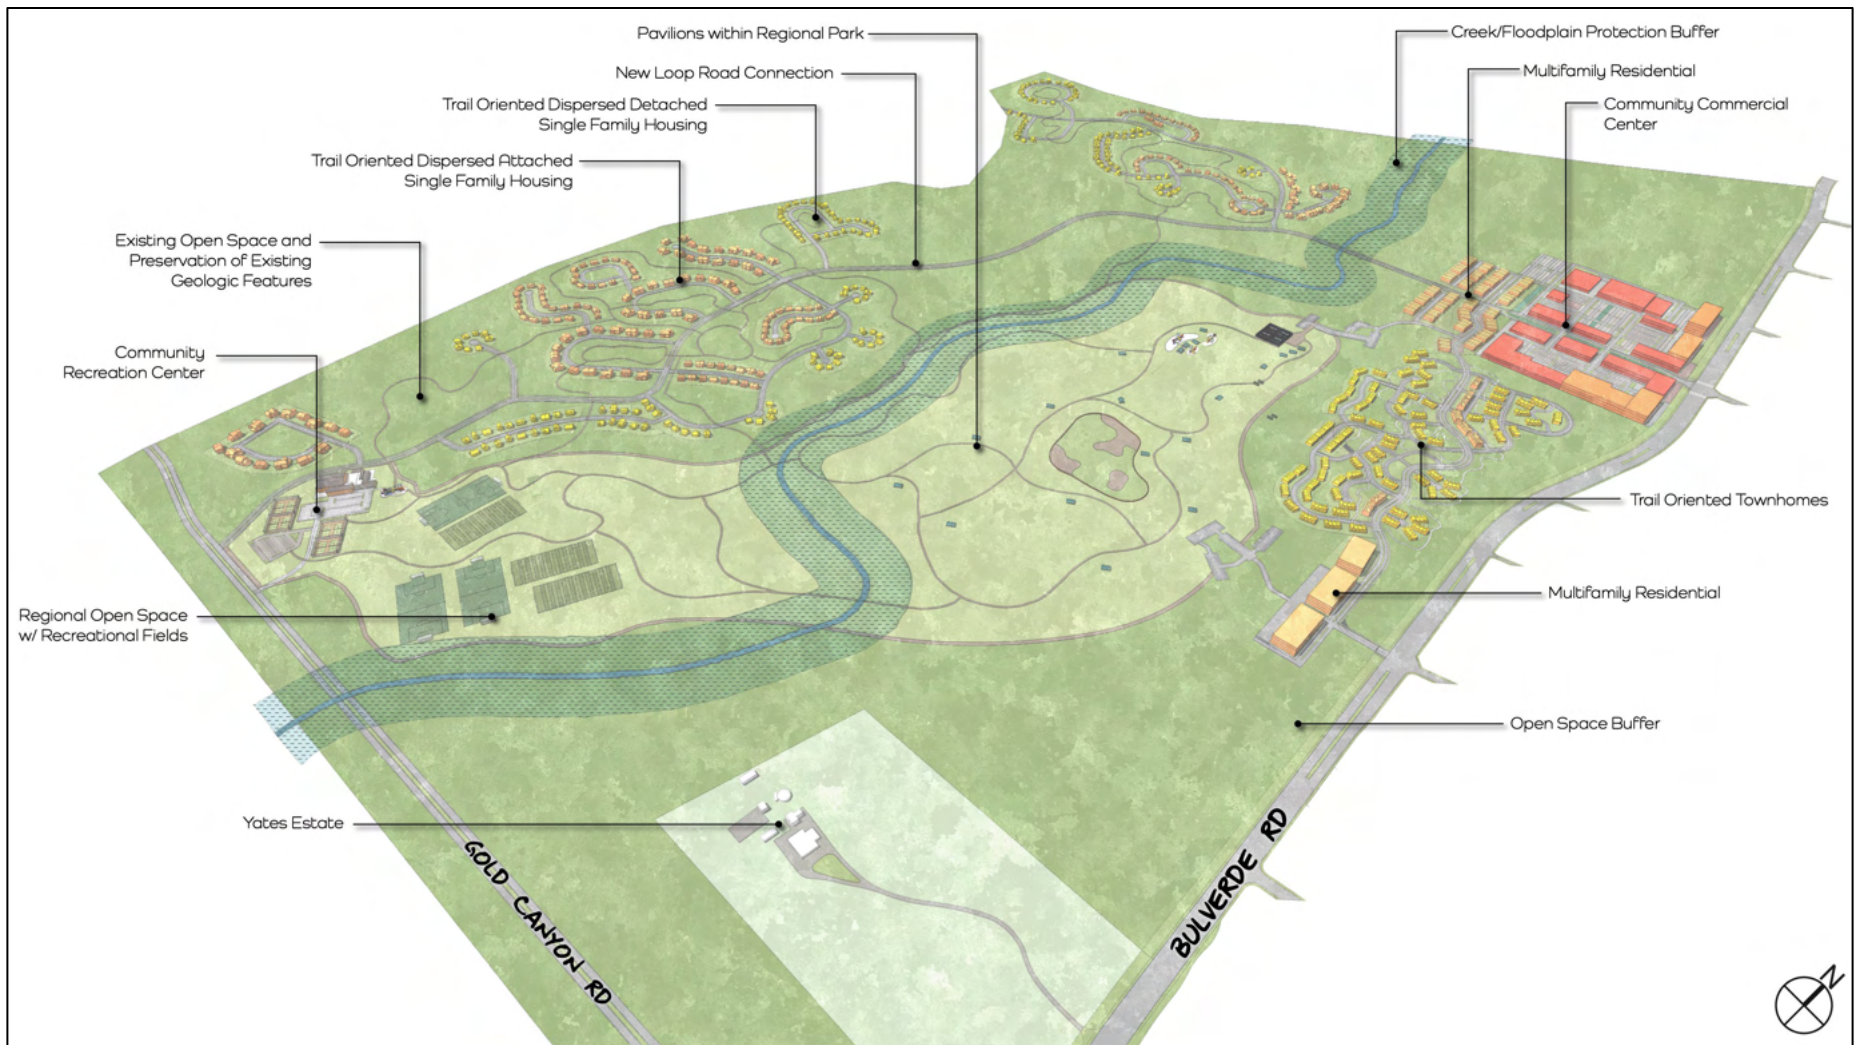 Pavilions within Regional Park
New Loop Road Connection
Trail Oriented Dispersed Detached
Single Family Housing
Trail Oriented Dispersed Attached
Single Family Housing
Existing Open Space and
Preservation of Existing
Geologic Features
Community
Recreation Center
Regional Open Space
w/ Recreational Fields
Yates Estate
Creek/Floodplain Protection Buffer
Multifamily Residential
Community Commercial
Center
Trail Oriented Townhomes
Multifamily Residential
Open Space Buffer
GOLD CANYON RD
BULVERDE RD
N